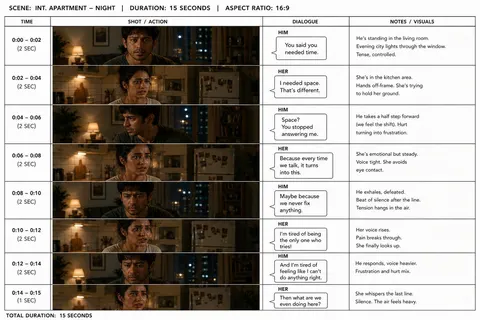 SCENE: INT. APARTMENT – NIGHT | DURATION: 15 SECONDS | ASPECT RATIO: 16:9
TIME
SHOT / ACTION
DIALOGUE
NOTES / VISUALS
0:00 – 0:02
(2 SEC)
HIM
You said you
needed time.
He's standing in the living room.
Evening city lights through the window.
Tense, controlled.
0:02 – 0:04
(2 SEC)
HER
I needed space.
That's different.
She's in the kitchen area.
Hands off-frame. She's trying
to hold her ground.
0:04 – 0:06
(2 SEC)
HIM
Space?
You stopped
answering me.
He takes a half step forward
(we feel the shift). Hurt
turning into frustration.
0:06 – 0:08
(2 SEC)
HER
Because every time
we talk, it turns
into this.
She's emotional but steady.
Voice tight. She avoids
eye contact.
0:08 – 0:10
(2 SEC)
HIM
Maybe because
we never fix
anything.
He exhales, defeated.
Beat of silence after the line.
Tension hangs in the air.
0:10 – 0:12
(2 SEC)
HER
I'm tired of being
the only one who
tries!
Her voice rises.
Pain breaks through.
She finally looks up.
0:12 – 0:14
(2 SEC)
HIM
And I'm tired of
feeling like I can't
do anything right.
He responds, voice heavier.
Frustration and hurt mix.
0:14 – 0:15
(1 SEC)
HER
Then what are we
even doing here?
She whispers the last line.
Silence. The air feels heavy.
TOTAL DURATION: 15 SECONDS